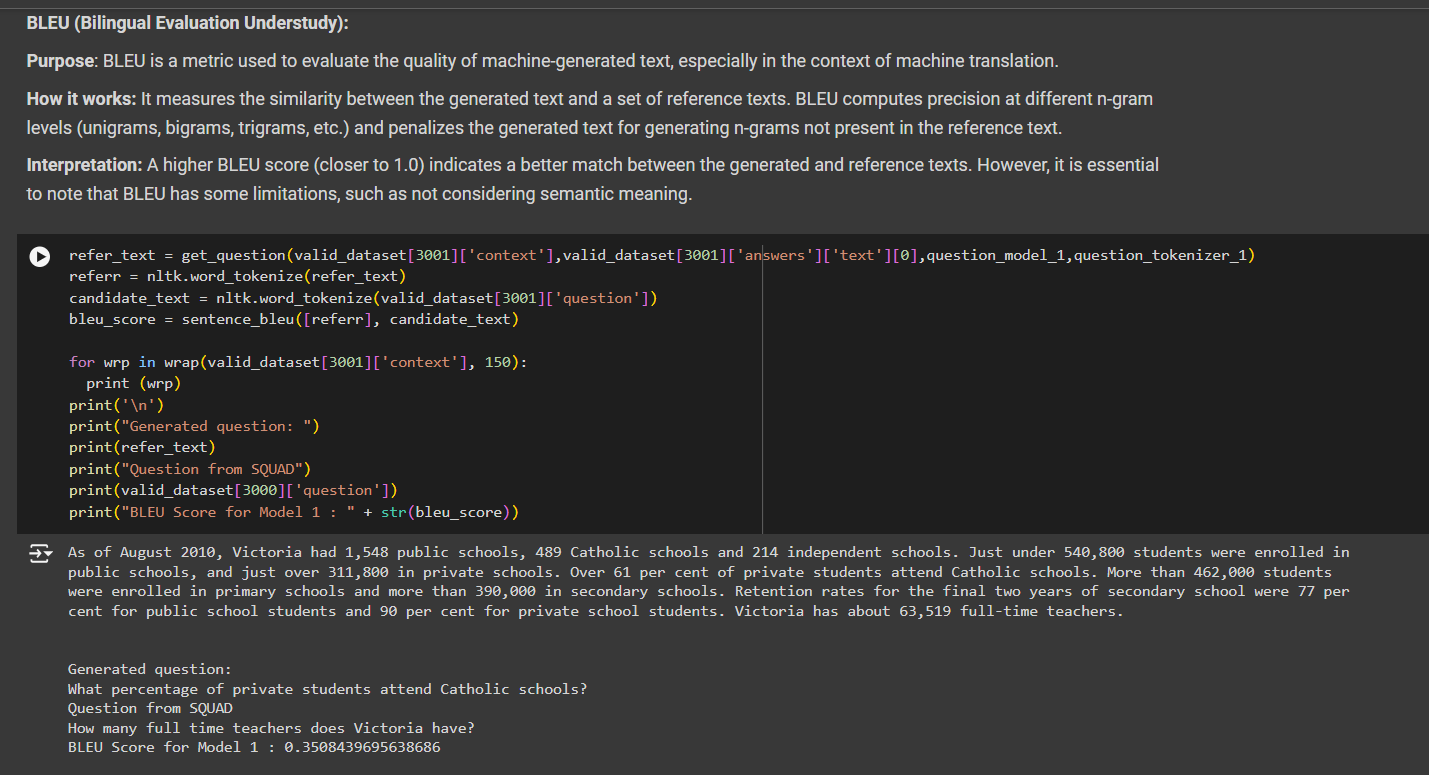 BLEU (Bilingual Evaluation Understudy):
Purpose: BLEU is a metric used to evaluate the quality of machine-generated text, especially in the context of machine translation.
How it works: It measures the similarity between the generated text and a set of reference texts. BLEU computes precision at different n-gram
levels (unigrams, bigrams, trigrams, etc.) and penalizes the generated text for generating n-grams not present in the reference text.
Interpretation: A higher BLEU score (closer to 1.0) indicates a better match between the generated and reference texts. However, it is essential
to note that BLEU has some limitations, such as not considering semantic meaning.
refer_text = get_question(valid_dataset[3001]['context'],valid_dataset[3001]['answers']['text'][0],question_model_1,question_tokenizer_1)
referr = nltk.word_tokenize(refer_text)
candidate_text = nltk.word_tokenize(valid_dataset[3001]['question'])
bleu_score = sentence_bleu([referr], candidate_text)
for wrp in wrap(valid_dataset[3001]['context'], 150):
  print (wrp)
print('\n')
print("Generated question: ")
print(refer_text)
print("Question from SQUAD")
print(valid_dataset[3000]['question'])
print("BLEU Score for Model 1 : " + str(bleu_score))
As of August 2010, Victoria had 1,548 public schools, 489 Catholic schools and 214 independent schools. Just under 540,800 students were enrolled in
public schools, and just over 311,800 in private schools. Over 61 per cent of private students attend Catholic schools. More than 462,000 students
were enrolled in primary schools and more than 390,000 in secondary schools. Retention rates for the final two years of secondary school were 77 per
cent for public school students and 90 per cent for private school students. Victoria has about 63,519 full-time teachers.
Generated question:
What percentage of private students attend Catholic schools?
Question from SQUAD
How many full time teachers does Victoria have?
BLEU Score for Model 1 : 0.3508439695638686